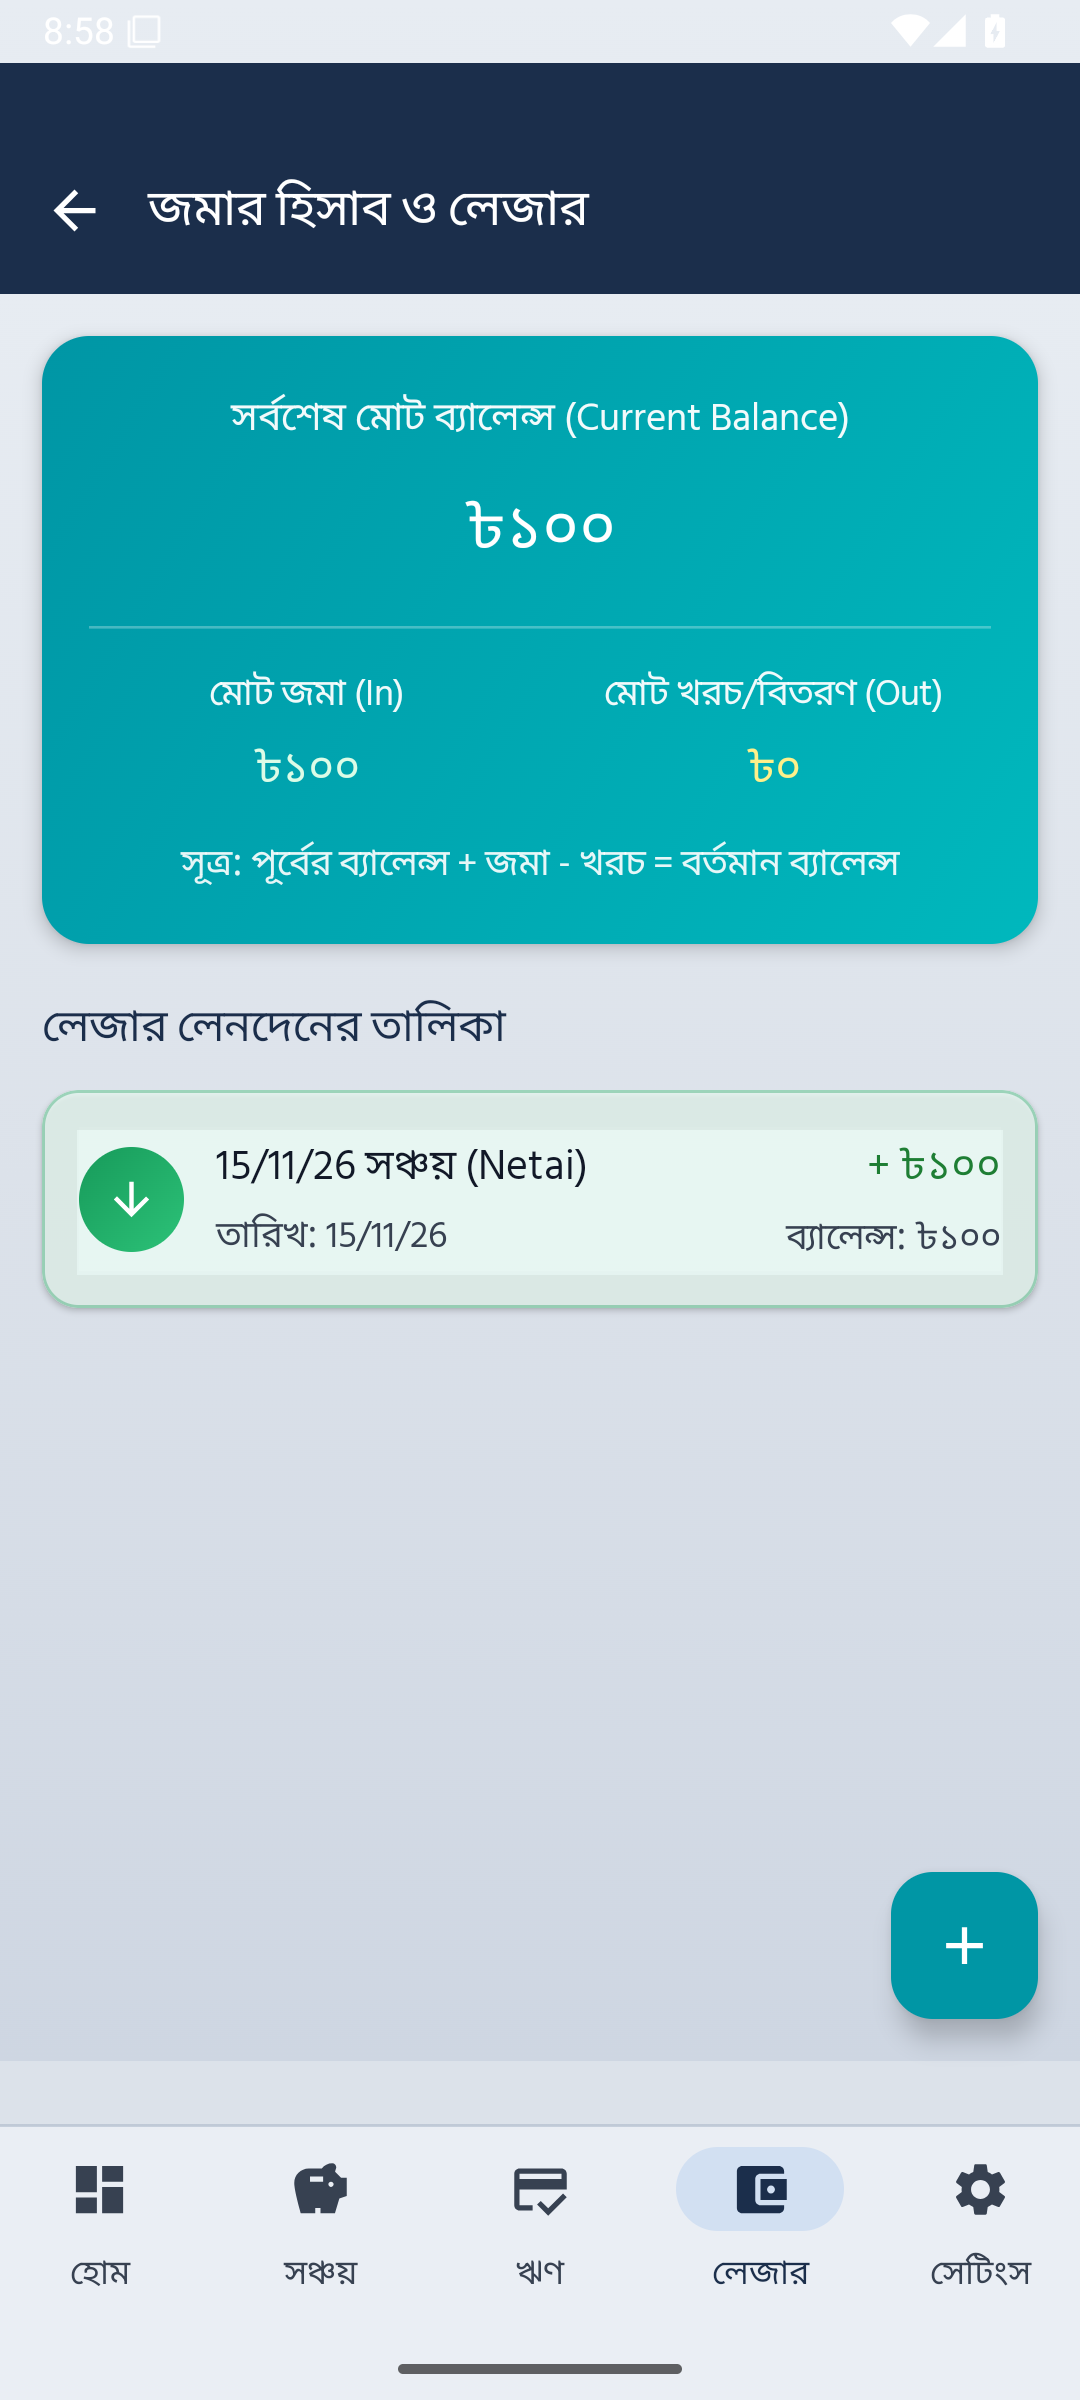 8:58
জমার হিসাব ও লেজার
সর্বশেষ মোট ব্যালেন্স (Current Balance)
৳১০০
মোট জমা (In)
মোট খরচ/বিতরণ (Out)
৳১০০
৳০
সূত্র: পূর্বের ব্যালেন্স + জমা - খরচ = বর্তমান ব্যালেন্স
লেজার লেনদেনের তালিকা
15/11/26 সঞ্চয় (Netai)
+ ৳১০০
তারিখ: 15/11/26
ব্যালেন্স: ৳১০০
হোম
সঞ্চয়
ঋণ
লেজার
সেটিংস